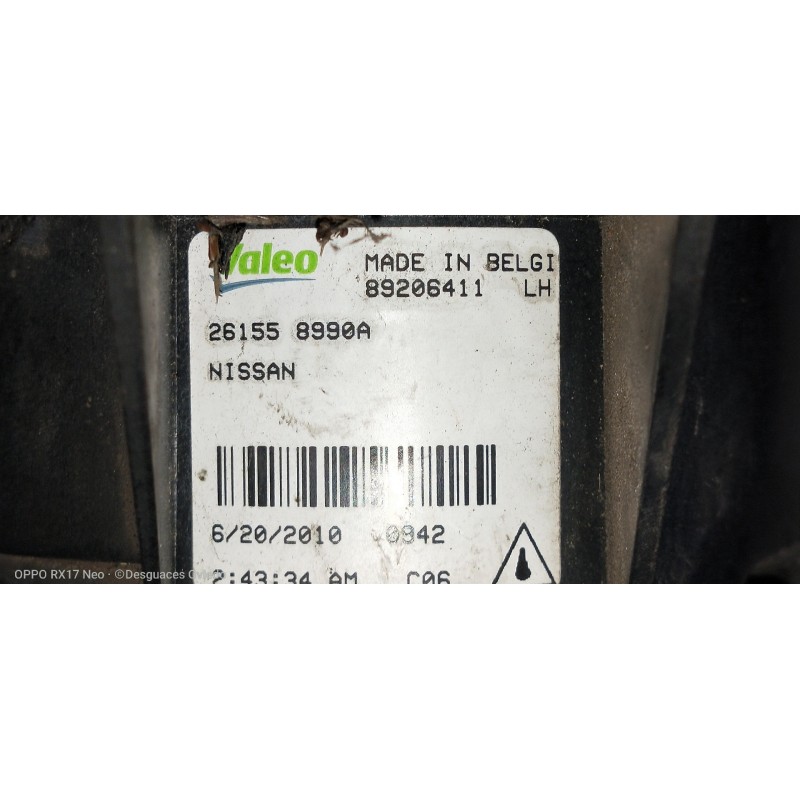 Valeo
MADE IN BELGI
89206411 LH
26155 8990A
NISSAN
6/20/2010 0942
2:43:34 AM C06
OPPO RX17 Neo · ©Desguaces